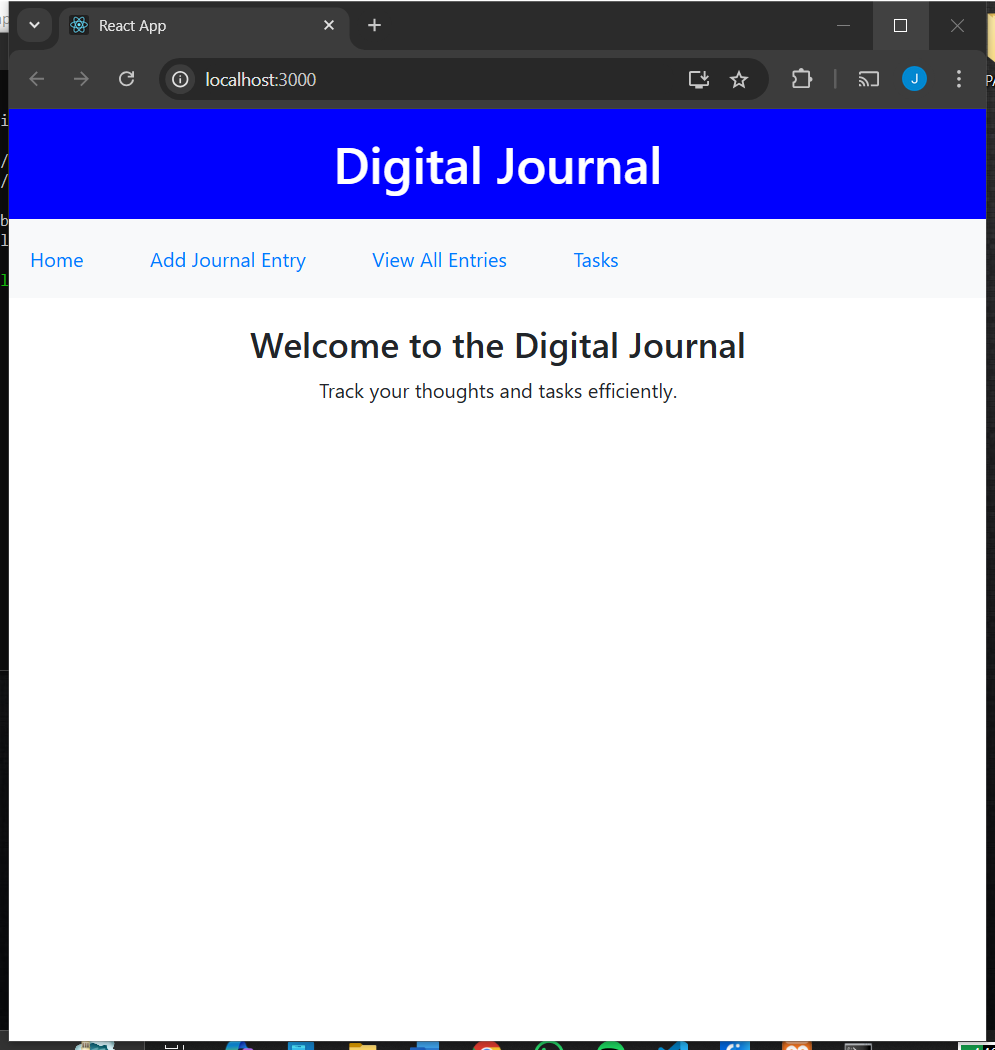 React App
localhost:3000
J
Digital Journal
Home Add Journal Entry View All Entries Tasks
Welcome to the Digital Journal
Track your thoughts and tasks efficiently.